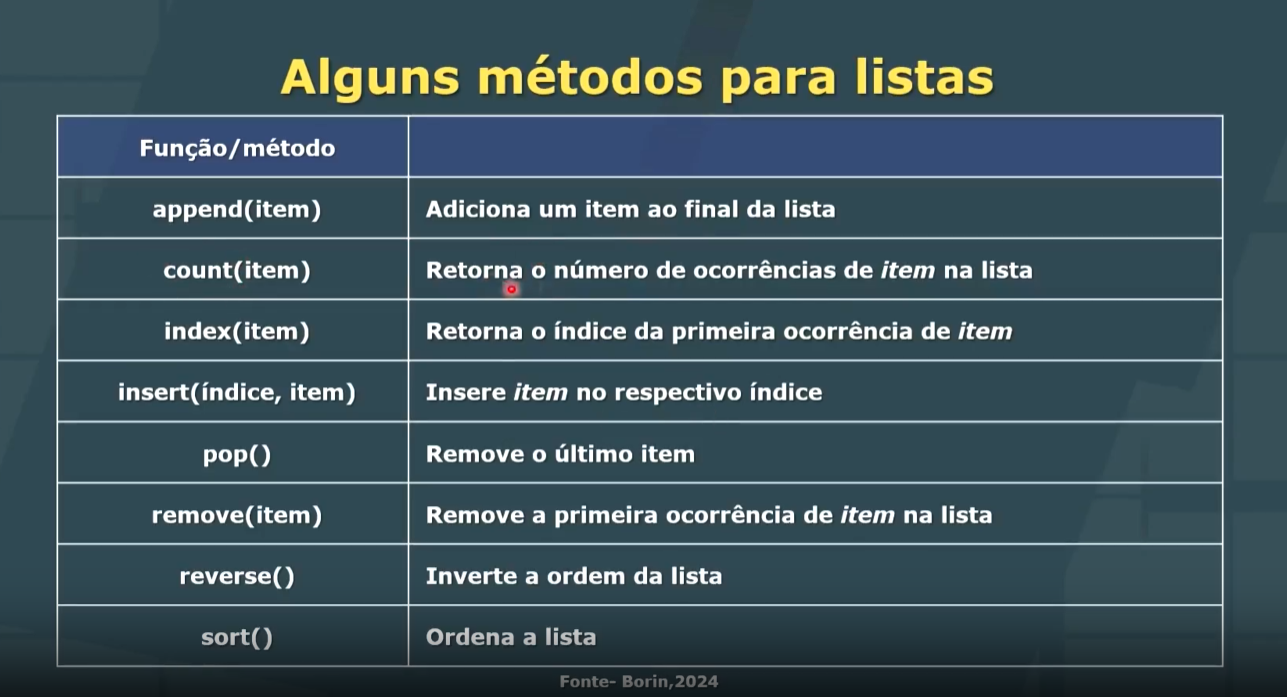 Alguns métodos para listas
Função/método
append(item) Adiciona um item ao final da lista
count(item) Retorna o número de ocorrências de item na lista
index(item) Retorna o índice da primeira ocorrência de item
insert(índice, item) Insere item no respectivo índice
pop() Remove o último item
remove(item) Remove a primeira ocorrência de item na lista
reverse() Inverte a ordem da lista
sort() Ordena a lista
Fonte- Borin,2024